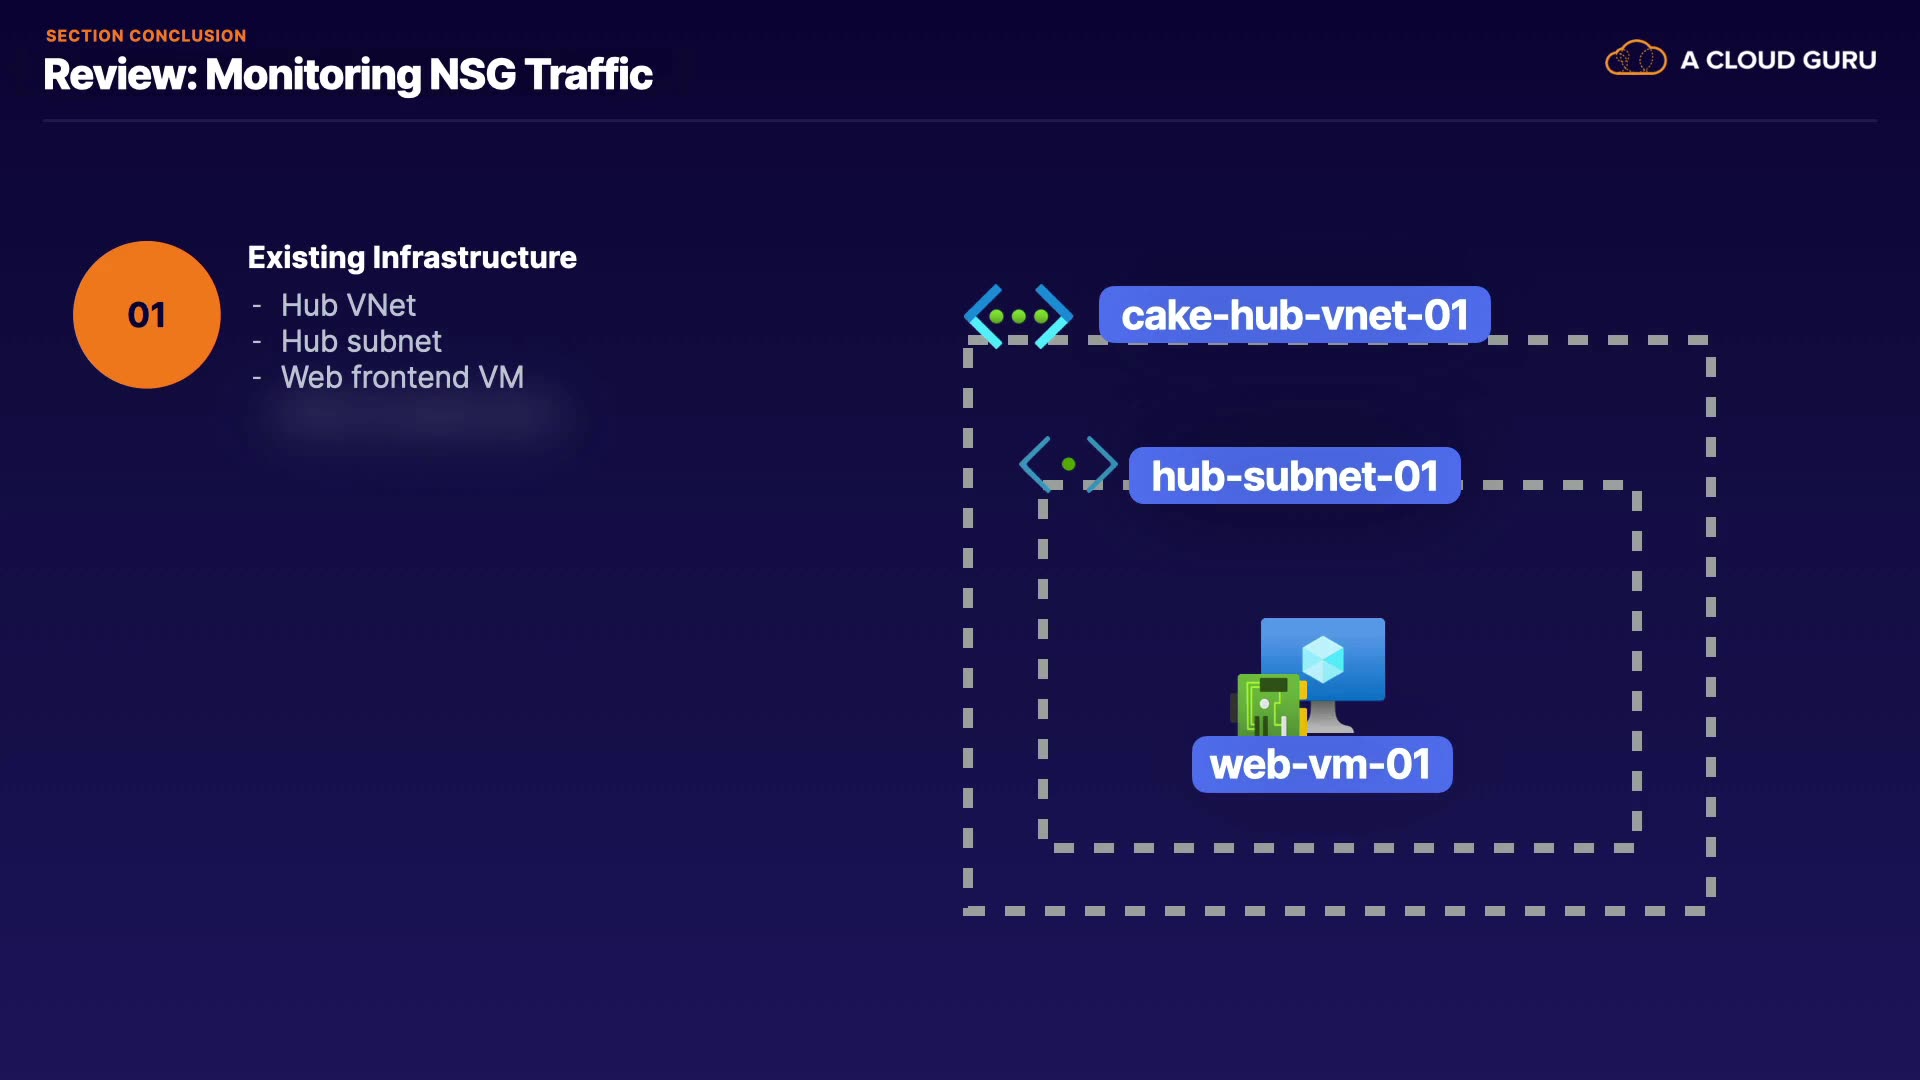 SECTION CONCLUSION
Review: Monitoring NSG Traffic
A CLOUD GURU
01
Existing Infrastructure
- Hub VNet
- Hub subnet
- Web frontend VM
cake-hub-vnet-01
hub-subnet-01
web-vm-01